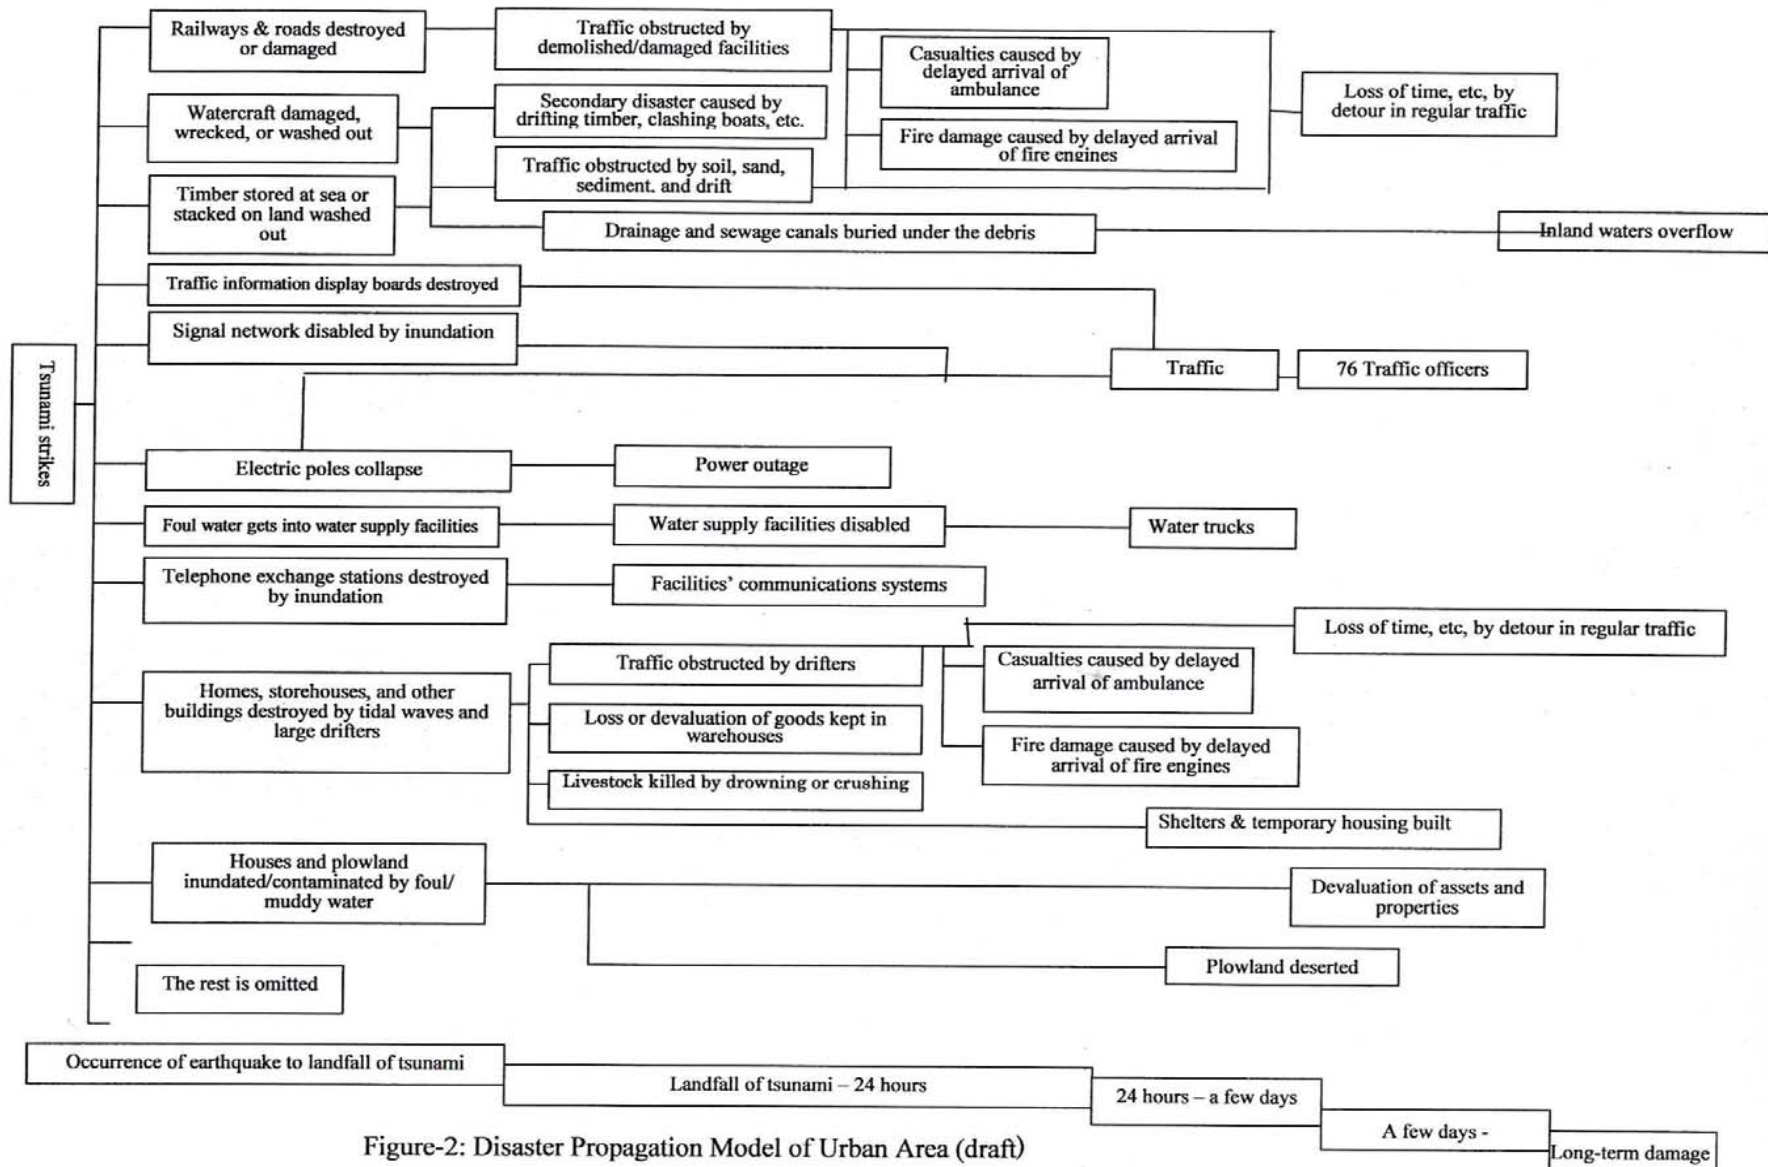 Railways & roads destroyed
or damaged
Traffic obstructed by
demolished/damaged facilities
Casualties caused by
delayed arrival of
ambulance
Loss of time, etc, by
detour in regular traffic
Watercraft damaged,
wrecked, or washed out
Secondary disaster caused by
drifting timber, clashing boats, etc.
Fire damage caused by delayed arrival
of fire engines
Traffic obstructed by soil, sand,
sediment. and drift
Timber stored at sea or
stacked on land washed
out
Drainage and sewage canals buried under the debris
Inland waters overflow
Traffic information display boards destroyed
Signal network disabled by inundation
Tsunami strikes
Traffic
76 Traffic officers
Electric poles collapse
Power outage
Foul water gets into water supply facilities
Water supply facilities disabled
Water trucks
Telephone exchange stations destroyed
by inundation
Facilities' communications systems
Loss of time, etc, by detour in regular traffic
Traffic obstructed by drifters
Casualties caused by delayed
arrival of ambulance
Homes, storehouses, and other
buildings destroyed by tidal waves and
large drifters
Loss or devaluation of goods kept in
warehouses
Fire damage caused by delayed
arrival of fire engines
Livestock killed by drowning or crushing
Shelters & temporary housing built
Houses and plowland
inundated/contaminated by foul/
muddy water
Devaluation of assets and
properties
Plowland deserted
The rest is omitted
Occurrence of earthquake to landfall of tsunami
Landfall of tsunami – 24 hours
24 hours – a few days
A few days -
Long-term damage
Figure-2: Disaster Propagation Model of Urban Area (draft)